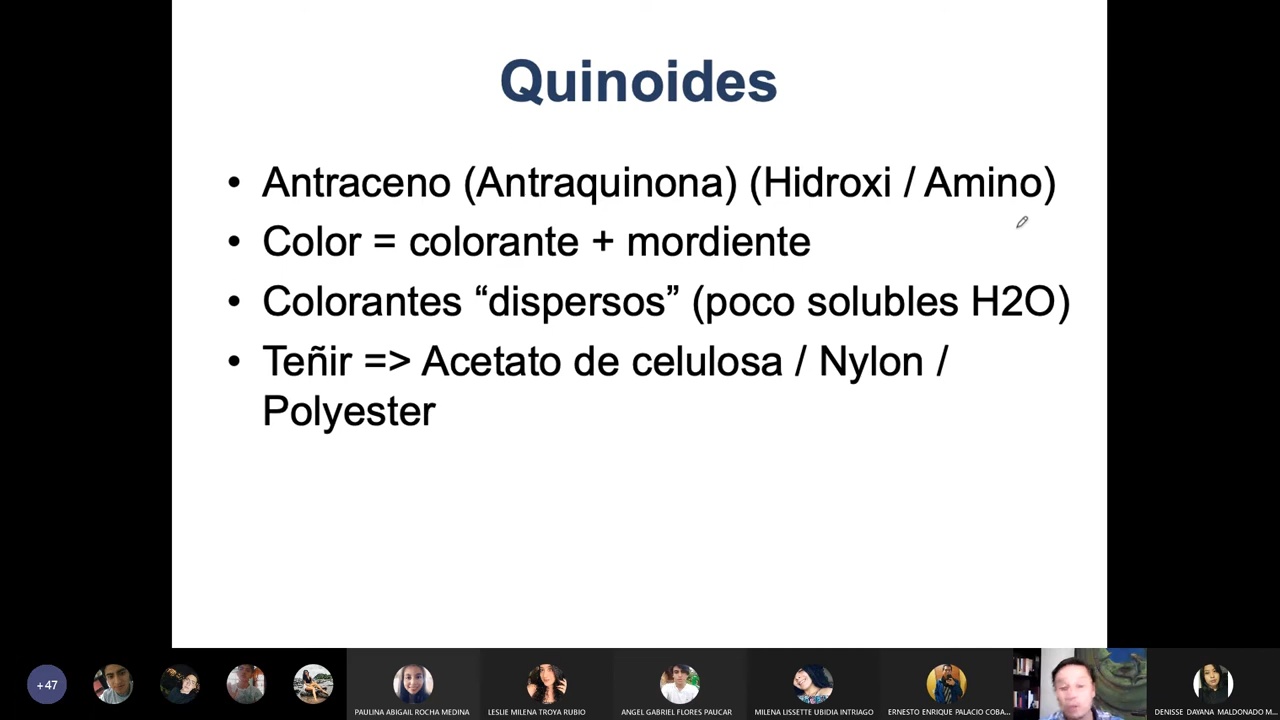 Quinoides
• Antraceno (Antraquinona) (Hidroxi / Amino)
• Color = colorante + mordiente
• Colorantes “dispersos” (poco solubles H2O)
• Teñir => Acetato de celulosa / Nylon /
Polyester
+47
PAULINA ABIGAIL ROCHA MEDINA
LESLIE MILENA TROYA RUBIO
ANGEL GABRIEL FLORES PAUCAR
MILENA LISSETTE UBIDIA INTRIAGO
ERNESTO ENRIQUE PALACIO COBA...
DENISSE DAYANA MALDONADO M...